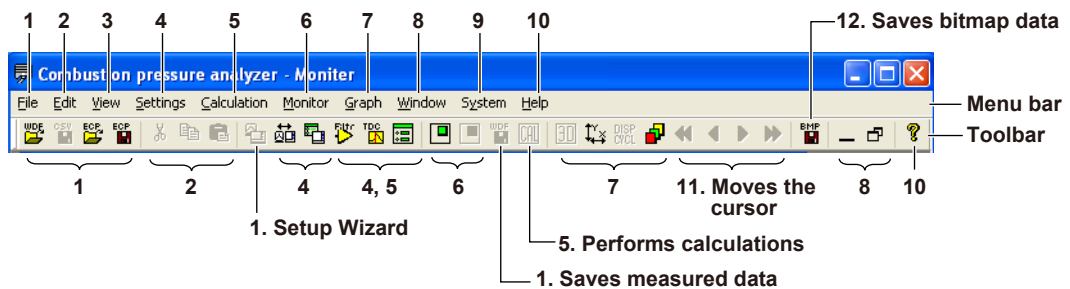 1 2 3 4 5 6 7 8 9 10 12. Saves bitmap data
Combustion pressure analyzer - Moniter
File Edit View Settings Calculation Monitor Graph Window System Help Menu bar
WDF CSV ECP ECP Filtr TDC WDF CAL 3D Y X DISP CYCL BMP ? Toolbar
1 2 4 4, 5 6 7 11. Moves the cursor 8 10
1. Setup Wizard
5. Performs calculations
1. Saves measured data